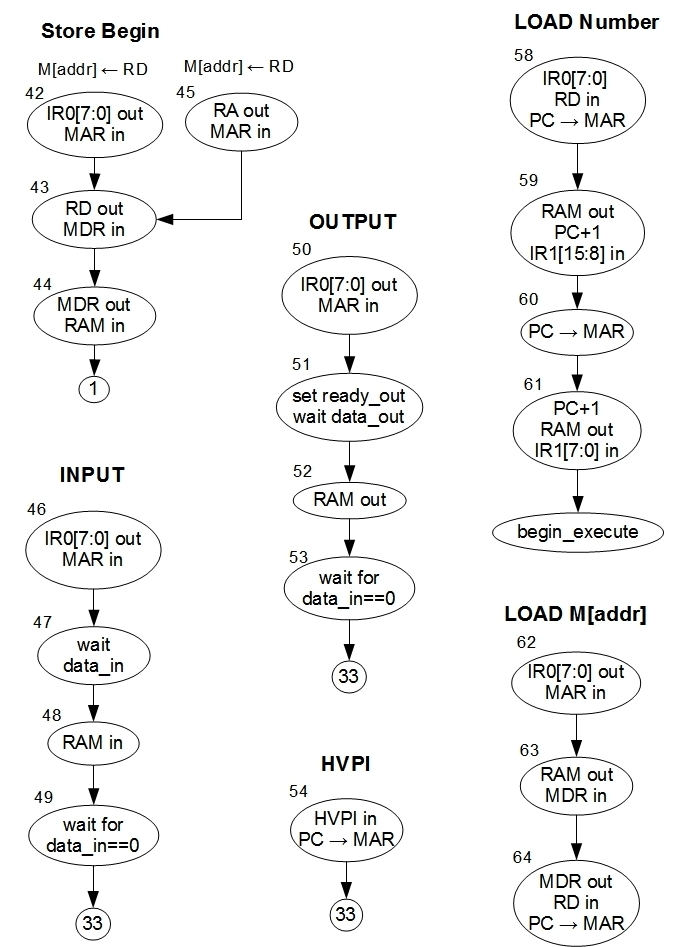 Store Begin
M[addr] ← RD
M[addr] ← RD
42
IR0[7:0] out
MAR in
45
RA out
MAR in
43
RD out
MDR in
44
MDR out
RAM in
1
INPUT
46
IR0[7:0] out
MAR in
47
wait
data_in
48
RAM in
49
wait for
data_in==0
33
OUTPUT
50
IR0[7:0] out
MAR in
51
set ready_out
wait data_out
52
RAM out
53
wait for
data_in==0
33
HVPI
54
HVPI in
PC → MAR
33
LOAD Number
58
IR0[7:0]
RD in
PC → MAR
59
RAM out
PC+1
IR1[15:8] in
60
PC → MAR
61
PC+1
RAM out
IR1[7:0] in
begin_execute
LOAD M[addr]
62
IR0[7:0] out
MAR in
63
RAM out
MDR in
64
MDR out
RD in
PC → MAR